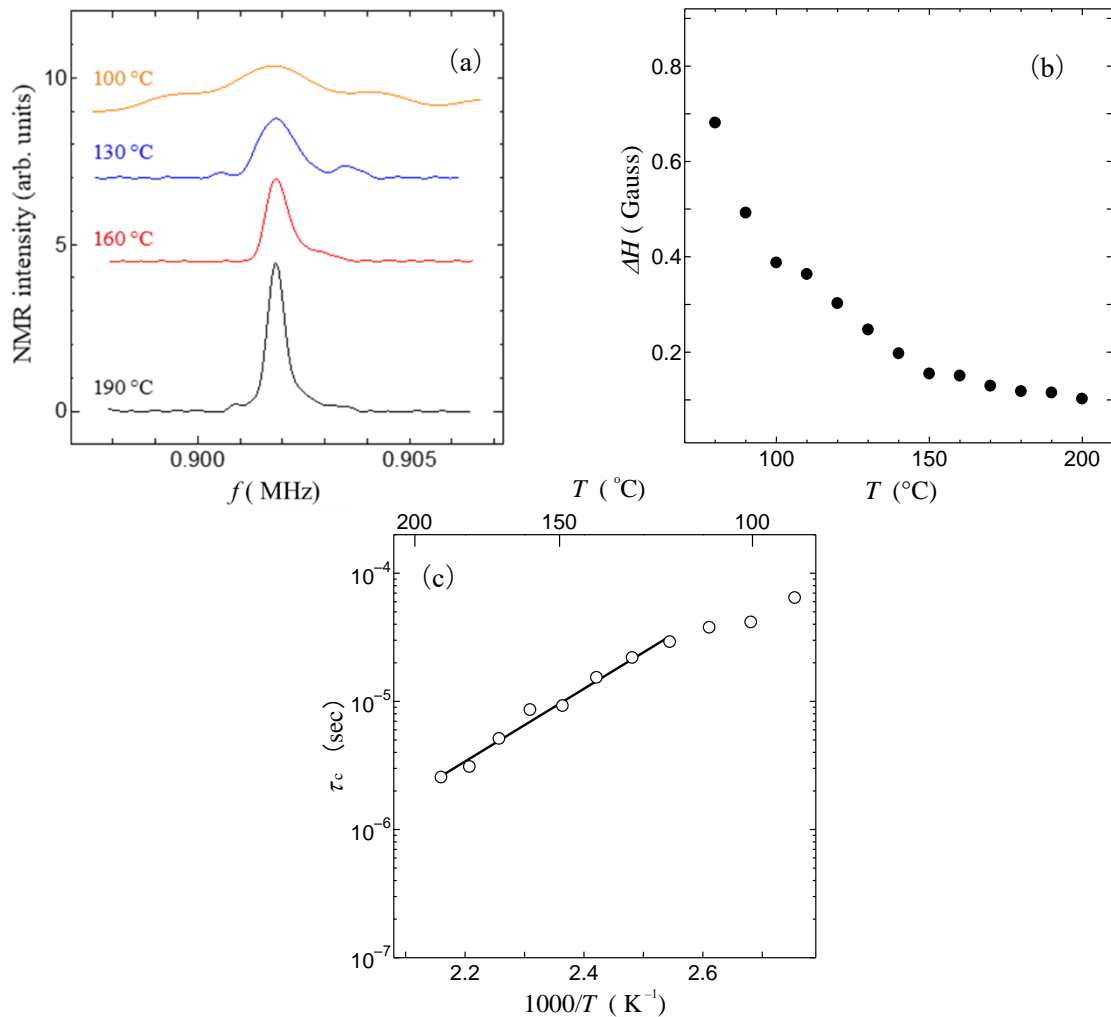 (a)
100 °C
130 °C
160 °C
190 °C
10
5
0
NMR intensity (arb. units)
0.900 0.905
f ( MHz)
(b)
0.8
0.6
0.4
0.2
ΔH ( Gauss)
100 150 200
T (°C)
T ( °C)
200 150 100
(c)
10⁻⁴
10⁻⁵
10⁻⁶
10⁻⁷
τc (sec)
2.2 2.4 2.6
1000/T ( K⁻¹)